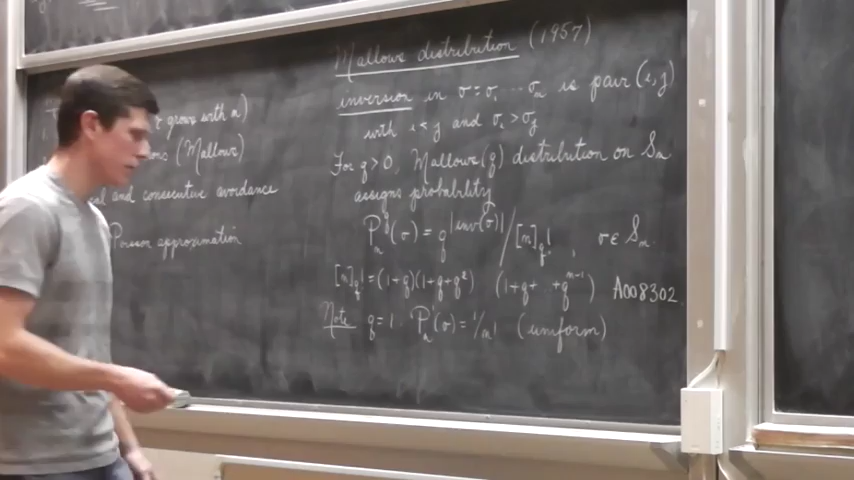 grows with n)
(Mallows)
and consecutive avoidance
Poisson approximation
Mallows distribution (1957)
inversion in σ=σ₁ ⋯ σₙ is pair (i,j)
with i<j and σᵢ>σⱼ
For q>0, Mallows(q) distribution on Sₙ
assigns probability
Pₙ^q(σ) = q^|inv(σ)| / [n]_q! , σ∈Sₙ.
[n]_q! = (1+q)(1+q+q²) (1+q+ +q^{n-1}) A008302
Note q=1. Pₙ¹(σ)=1/n! (uniform)